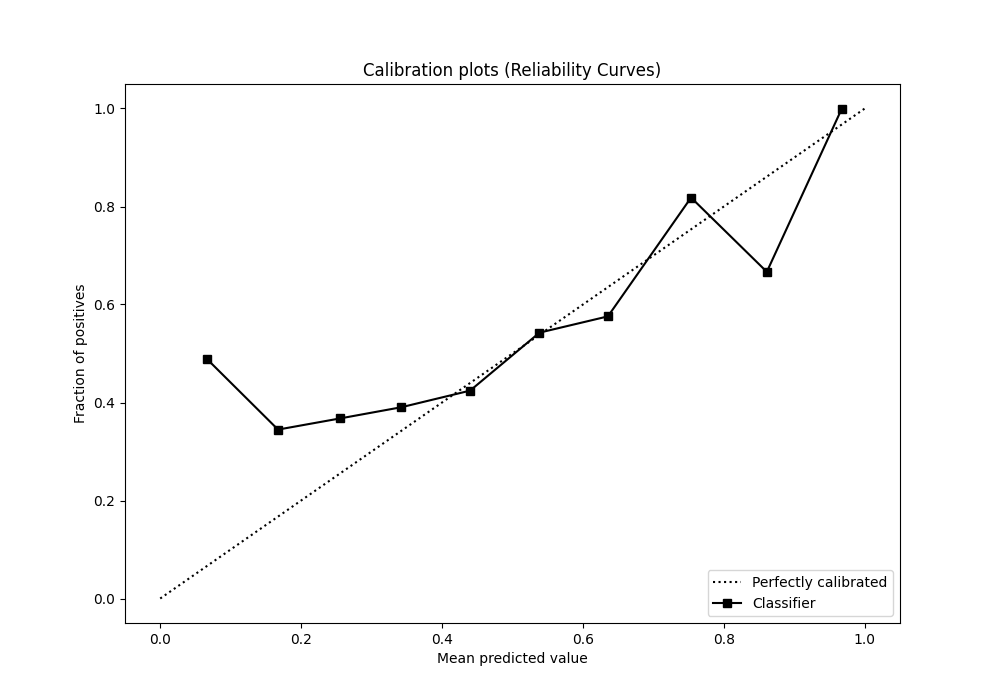 Calibration plots (Reliability Curves)
1.0
0.8
0.6
0.4
0.2
0.0
Fraction of positives
0.0 0.2 0.4 0.6 0.8 1.0
Mean predicted value
Perfectly calibrated
Classifier